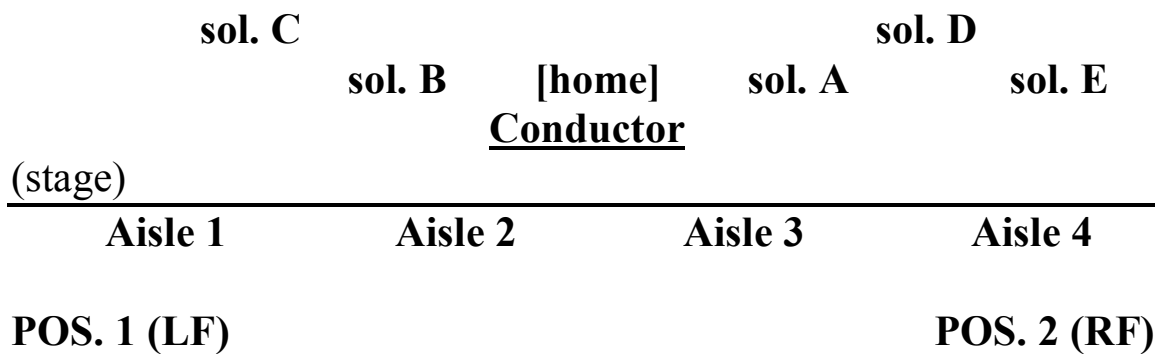 sol. C sol. D
sol. B [home] sol. A sol. E
Conductor
(stage)
Aisle 1 Aisle 2 Aisle 3 Aisle 4
POS. 1 (LF) POS. 2 (RF)